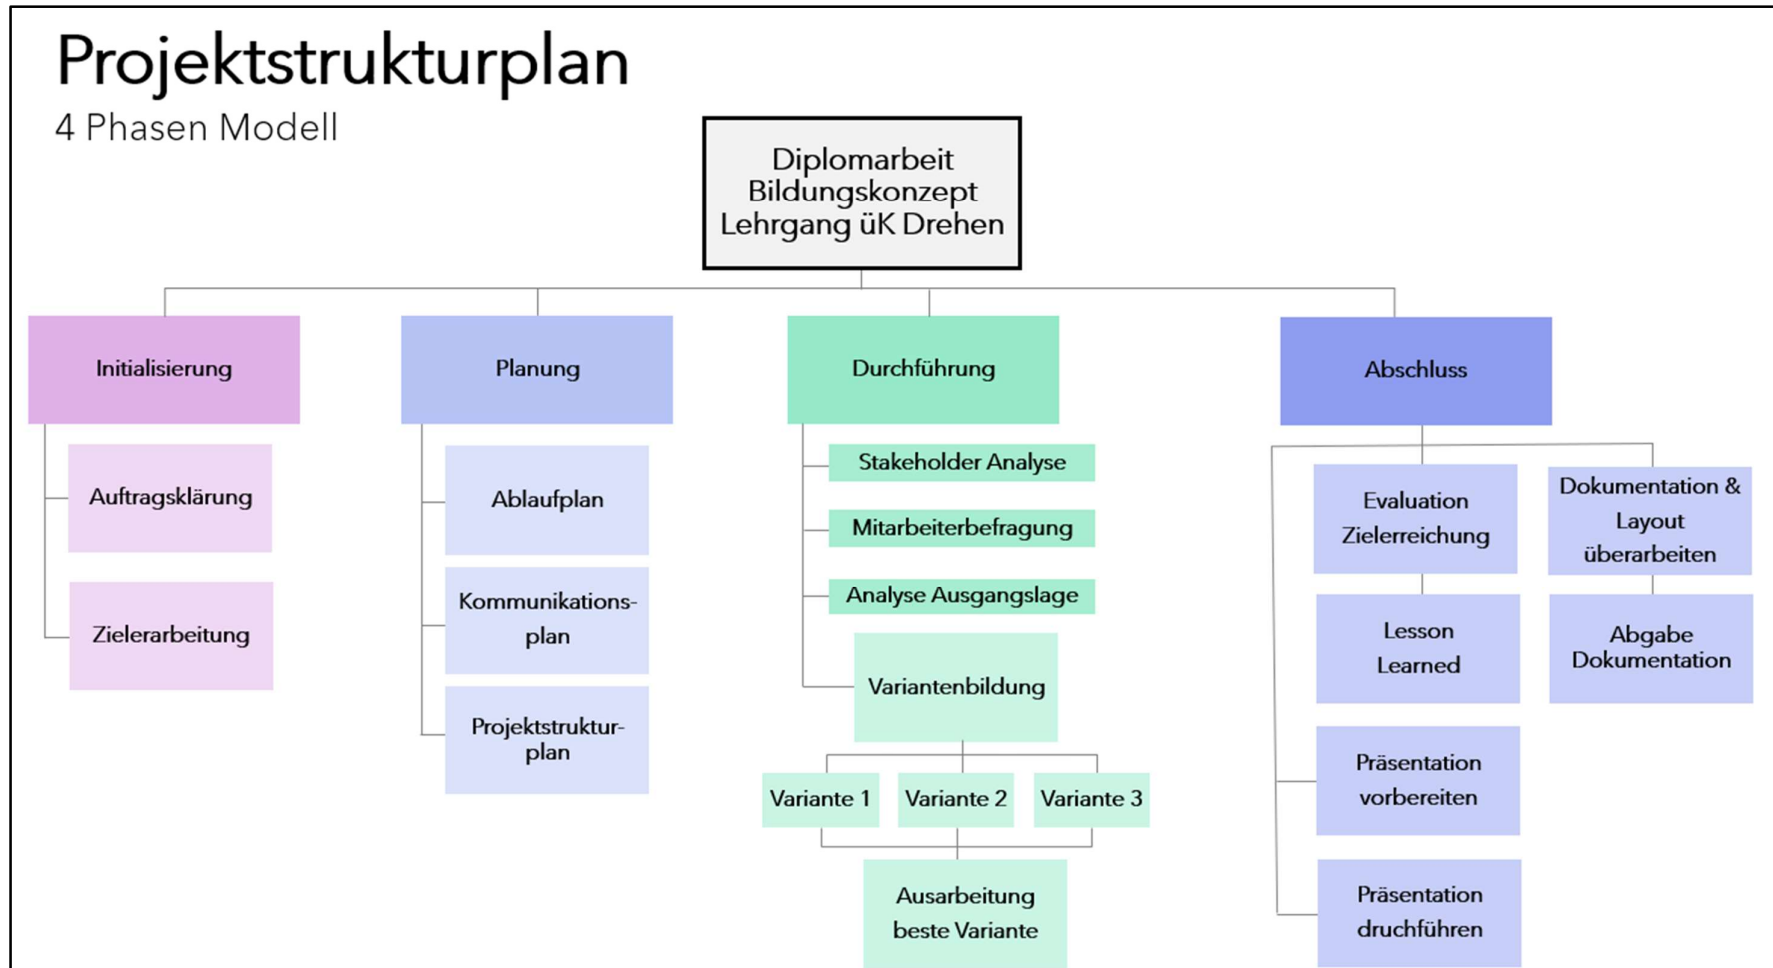 Projektstrukturplan
4 Phasen Modell
Diplomarbeit
Bildungskonzept
Lehrgang üK Drehen
Initialisierung
Auftragsklärung
Zielerarbeitung
Planung
Ablaufplan
Kommunikations-
plan
Projektstruktur-
plan
Durchführung
Stakeholder Analyse
Mitarbeiterbefragung
Analyse Ausgangslage
Variantenbildung
Variante 1
Variante 2
Variante 3
Ausarbeitung
beste Variante
Abschluss
Evaluation
Zielerreichung
Lesson
Learned
Präsentation
vorbereiten
Präsentation
druchführen
Dokumentation &
Layout
überarbeiten
Abgabe
Dokumentation